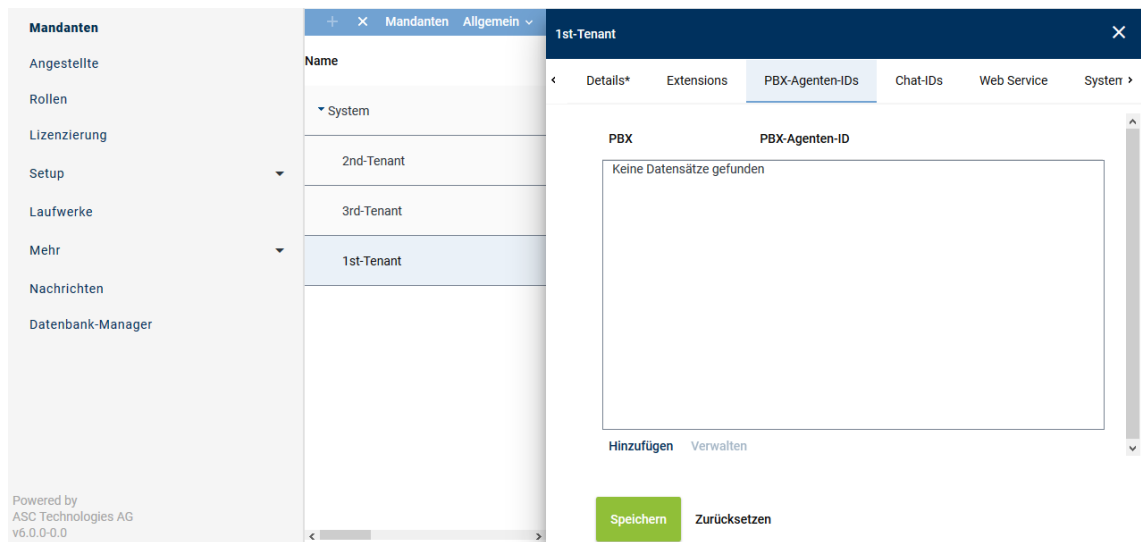 Mandanten
Angestellte
Rollen
Lizenzierung
Setup
Laufwerke
Mehr
Nachrichten
Datenbank-Manager
Powered by
ASC Technologies AG
v6.0.0-0.0
Mandanten Allgemein
Name
System
2nd-Tenant
3rd-Tenant
1st-Tenant
1st-Tenant
Details* Extensions PBX-Agenten-IDs Chat-IDs Web Service System
PBX PBX-Agenten-ID
Keine Datensätze gefunden
Hinzufügen Verwalten
Speichern Zurücksetzen